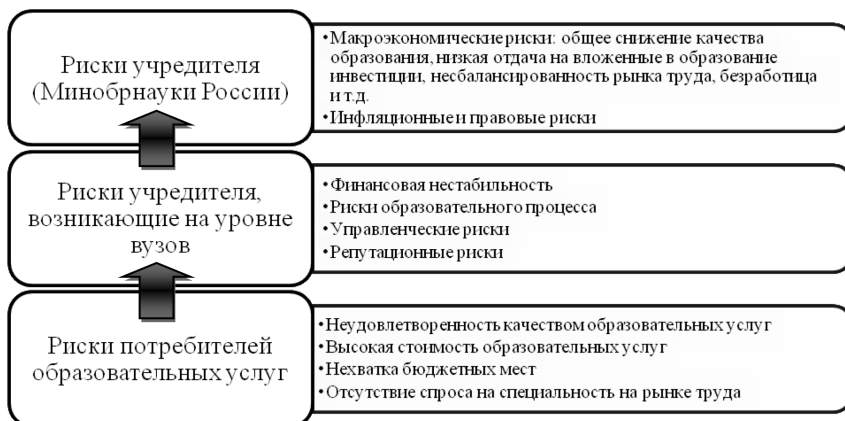 Риски учредителя
(Минобрнауки России)
•Макроэкономические риски: общее снижение качества
образования, низкая отдача на вложенные в образование
инвестиции, несбалансированность рынка труда, безработица
и т.д.
•Инфляционные и правовые риски
Риски учредителя,
возникающие на уровне
вузов
•Финансовая нестабильность
•Риски образовательного процесса
•Управленческие риски
•Репутационные риски
Риски потребителей
образовательных услуг
•Неудовлетворенность качеством образовательных услуг
•Высокая стоимость образовательных услуг
•Нехватка бюджетных мест
•Отсутствие спроса на специальность на рынке труда